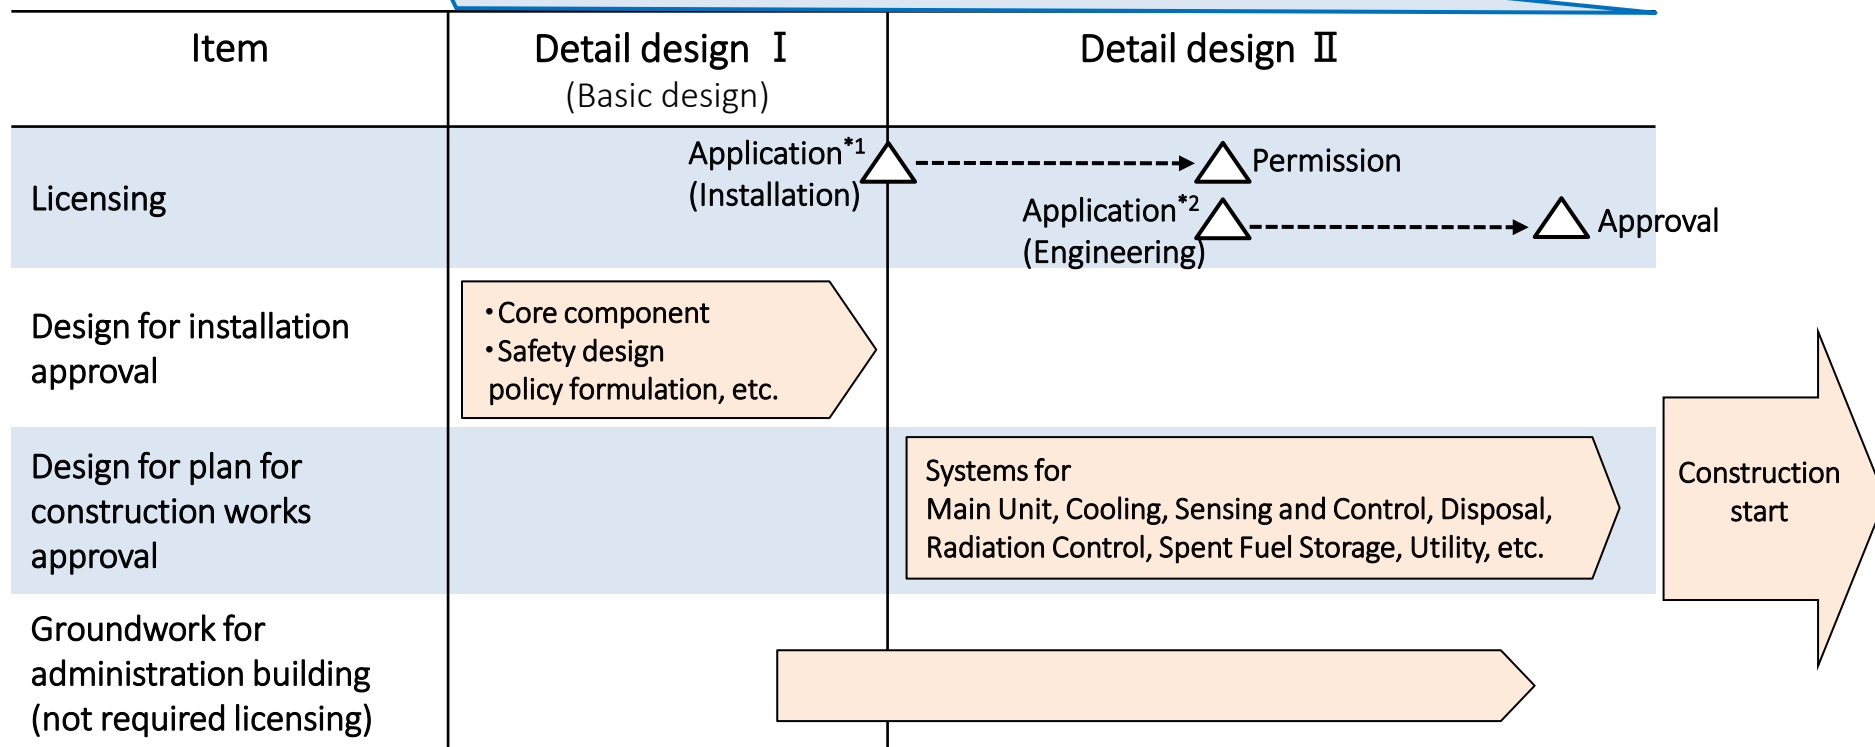 Item
Detail design Ⅰ
(Basic design)
Detail design Ⅱ
Licensing
Application*1
(Installation)
Permission
Application*2
(Engineering)
Approval
Design for installation
approval
・Core component
・Safety design
policy formulation, etc.
Design for plan for
construction works
approval
Systems for
Main Unit, Cooling, Sensing and Control, Disposal,
Radiation Control, Spent Fuel Storage, Utility, etc.
Construction
start
Groundwork for
administration building
(not required licensing)